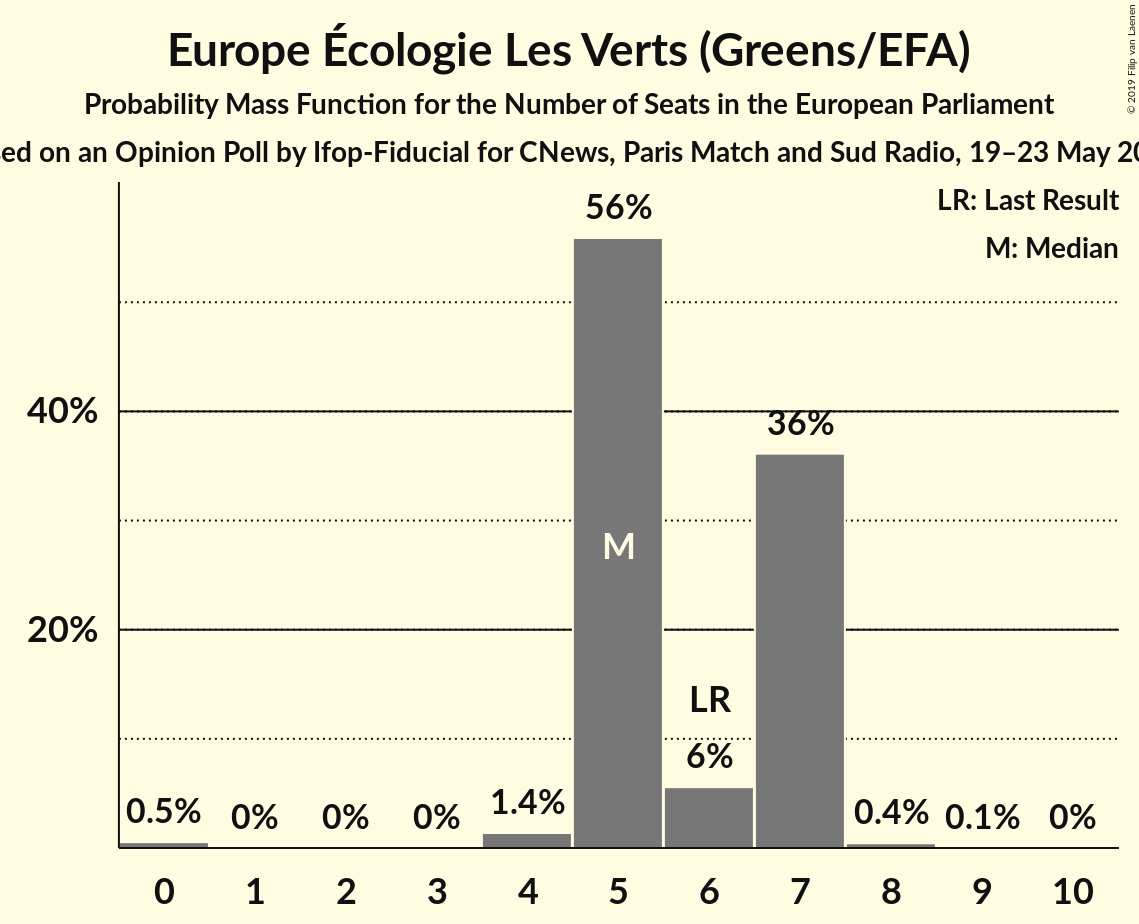 Europe Écologie Les Verts (Greens/EFA)
Probability Mass Function for the Number of Seats in the European Parliament
on an Opinion Poll by Ifop-Fiducial for CNews, Paris Match and Sud Radio, 19–23 May
© 2019 Filip van Laenen
LR: Last Result
M: Median
56%
40%
36%
M
20%
LR
6%
0.5% 0% 0% 0% 1.4% 0.4% 0.1% 0%
0 1 2 3 4 5 6 7 8 9 10